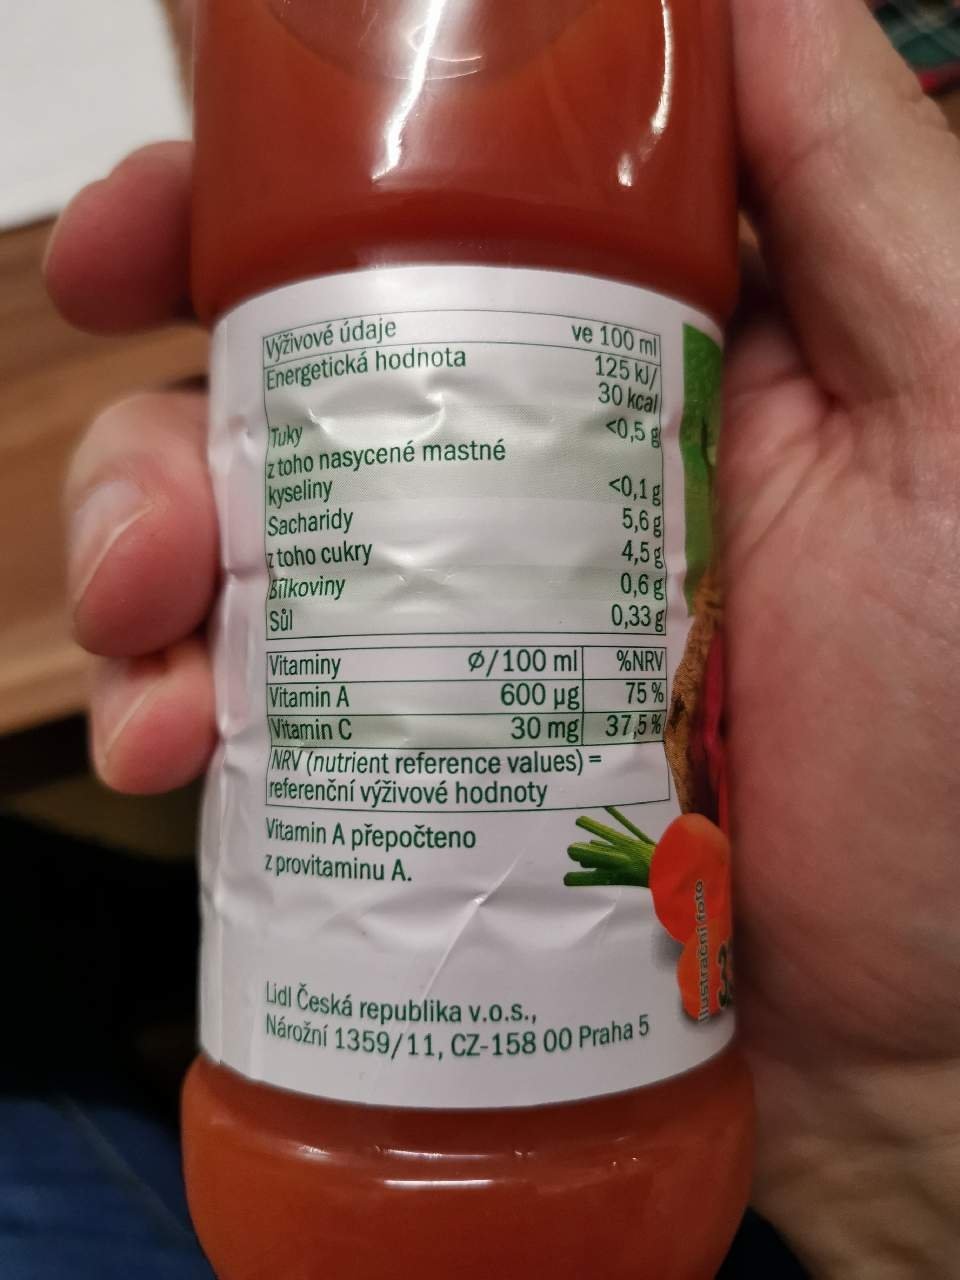 Výživové údaje ve 100 ml
Energetická hodnota 125 kJ/
30 kcal
Tuky <0,5 g
z toho nasycené mastné
kyseliny <0,1 g
Sacharidy 5,6 g
z toho cukry 4,5 g
Bílkoviny 0,6 g
Sůl 0,33 g
Vitaminy Ø/100 ml %NRV
Vitamin A 600 µg 75 %
Vitamin C 30 mg 37,5 %
NRV (nutrient reference values) =
referenční výživové hodnoty
Vitamin A přepočteno
z provitaminu A.
Lidl Česká republika v.o.s.,
Nárožní 1359/11, CZ-158 00 Praha 5
Ilustrační foto